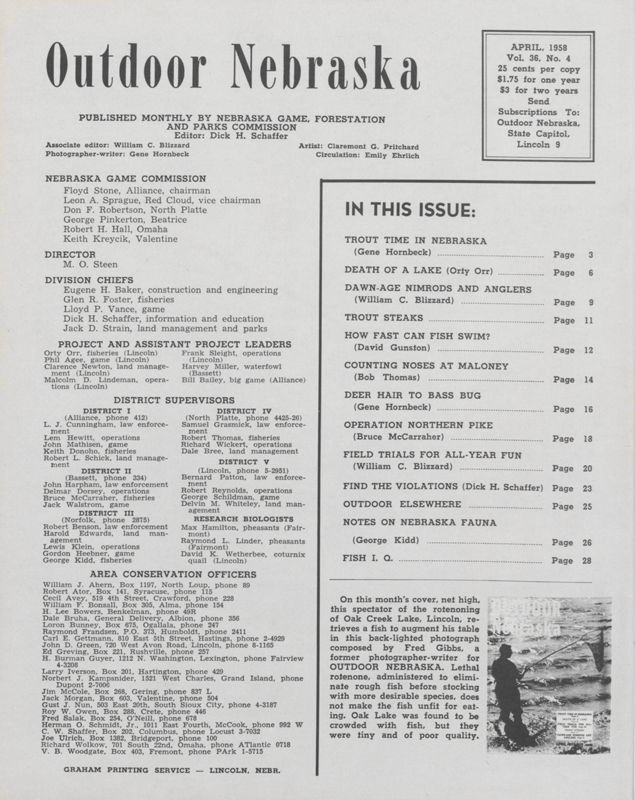 Outdoor Nebraska
PUBLISHED MONTHLY BY NEBRASKA GAME, FORESTATION
AND PARKS COMMISSION
Editor: Dick H. Schaffer
Associate editor: William C. Blizzard
Artist: Claremont G. Pritchard
Photographer-writer: Gene Hornbeck
Circulation: Emily Ehrlich
APRIL, 1958
Vol. 36, No. 4
25 cents per copy
$1.75 for one year
$3 for two years
Send
Subscriptions To:
Outdoor Nebraska,
State Capitol,
Lincoln 9
NEBRASKA GAME COMMISSION
Floyd Stone, Alliance, chairman
Leon A. Sprague, Red Cloud, vice chairman
Don F. Robertson, North Platte
George Pinkerton, Beatrice
Robert H. Hall, Omaha
Keith Kreycik, Valentine
DIRECTOR
M. O. Steen
DIVISION CHIEFS
Eugene H. Baker, construction and engineering
Glen R. Foster, fisheries
Lloyd P. Vance, game
Dick H. Schaffer, information and education
Jack D. Strain, land management and parks
PROJECT AND ASSISTANT PROJECT LEADERS
Orty Orr, fisheries (Lincoln)
Phil Agee, game (Lincoln)
Clarence Newton, land manage-
ment (Lincoln)
Malcolm D. Lindeman, opera-
tions (Lincoln)
Frank Sleight, operations
(Lincoln)
Harvey Miller, waterfowl
(Bassett)
Bill Bailey, big game (Alliance)
DISTRICT SUPERVISORS
DISTRICT I
(Alliance, phone 412)
L. J. Cunningham, law enforce-
ment
Lem Hewitt, operations
John Mathisen, game
Keith Donoho, fisheries
Robert L. Schick, land manage-
ment
DISTRICT II
(Bassett, phone 334)
John Harpham, law enforcement
Delmar Dorsey, operations
Bruce McCarraher, fisheries
Jack Walstrom, game
DISTRICT III
(Norfolk, phone 2875)
Robert Benson, law enforcement
Harold Edwards, land man-
agement
Lewis Klein, operations
Gordon Heebner, game
George Kidd, fisheries
DISTRICT IV
(North Platte, phone 4425-26)
Samuel Grasmick, law enforce-
ment
Robert Thomas, fisheries
Richard Wickert, operations
Dale Bree, land management
DISTRICT V
(Lincoln, phone 5-2951)
Bernard Patton, law enforce-
ment
Robert Reynolds, operations
George Schildman, game
Delvin M. Whiteley, land man-
agement
RESEARCH BIOLOGISTS
Max Hamilton, pheasants (Fair-
mont)
Raymond L. Linder, pheasants
(Fairmont)
David K. Wetherbee, coturnix
quail (Lincoln)
AREA CONSERVATION OFFICERS
William J. Ahern, Box 1197, North Loup, phone 89
Robert Ator, Box 141, Syracuse, phone 115
Cecil Avey, 519 4th Street, Crawford, phone 228
William F. Bonsall, Box 305, Alma, phone 154
H. Lee Bowers, Benkelman, phone 49R
Dale Bruha, General Delivery, Albion, phone 356
Loron Bunney, Box 675, Ogallala, phone 247
Raymond Frandsen, P.O. 373, Humboldt, phone 2411
Carl E. Gettmann, 810 East 5th Street, Hastings, phone 2-4929
John D. Green, 720 West Avon Road, Lincoln, phone 8-1165
Ed Greving, Box 221, Rushville, phone 257
H. Burman Guyer, 1212 N. Washington, Lexington, phone Fairview
4-3208
Larry Iverson, Box 201, Hartington, phone 429
Norbert J. Kampsnider, 1521 West Charles, Grand Island, phone
Dupont 2-7006
Jim McCole, Box 268, Gering, phone 837 L
Jack Morgan, Box 603, Valentine, phone 504
Gust J. Nun, 503 East 20th, South Sioux City, phone 4-3187
Roy W. Owen, Box 288, Crete, phone 446
Fred Salak, Box 254, O'Neill, phone 678
Herman O. Schmidt, Jr., 1011 East Fourth, McCook, phone 992 W
C. W. Shaffer, Box 202, Columbus, phone Locust 3-7032
Joe Ulrich, Box 1382, Bridgeport, phone 100
Richard Wolkow, 701 South 22nd, Omaha, phone ATlantic 0718
V. B. Woodgate, Box 403, Fremont, phone PArk 1-5715
GRAHAM PRINTING SERVICE — LINCOLN, NEBR.
IN THIS ISSUE:
TROUT TIME IN NEBRASKA
(Gene Hornbeck) Page 3
DEATH OF A LAKE (Orty Orr) Page 6
DAWN-AGE NIMRODS AND ANGLERS
(William C. Blizzard) Page 9
TROUT STEAKS Page 11
HOW FAST CAN FISH SWIM?
(David Gunston) Page 12
COUNTING NOSES AT MALONEY
(Bob Thomas) Page 14
DEER HAIR TO BASS BUG
(Gene Hornbeck) Page 16
OPERATION NORTHERN PIKE
(Bruce McCarraher) Page 18
FIELD TRIALS FOR ALL-YEAR FUN
(William C. Blizzard) Page 20
FIND THE VIOLATIONS (Dick H. Schaffer) Page 23
OUTDOOR ELSEWHERE Page 25
NOTES ON NEBRASKA FAUNA
(George Kidd) Page 26
FISH I. Q. Page 28
On this month's cover, net high,
this spectator of the rotenoning
of Oak Creek Lake, Lincoln, re-
trieves a fish to augment his table
in this back-lighted photograph
composed by Fred Gibbs, a
former photographer-writer for
OUTDOOR NEBRASKA. Lethal
rotenone, administered to elimi-
nate rough fish before stocking
with more desirable species, does
not make the fish unfit for eat-
ing. Oak Lake was found to be
crowded with fish, but they
were tiny and of poor quality.